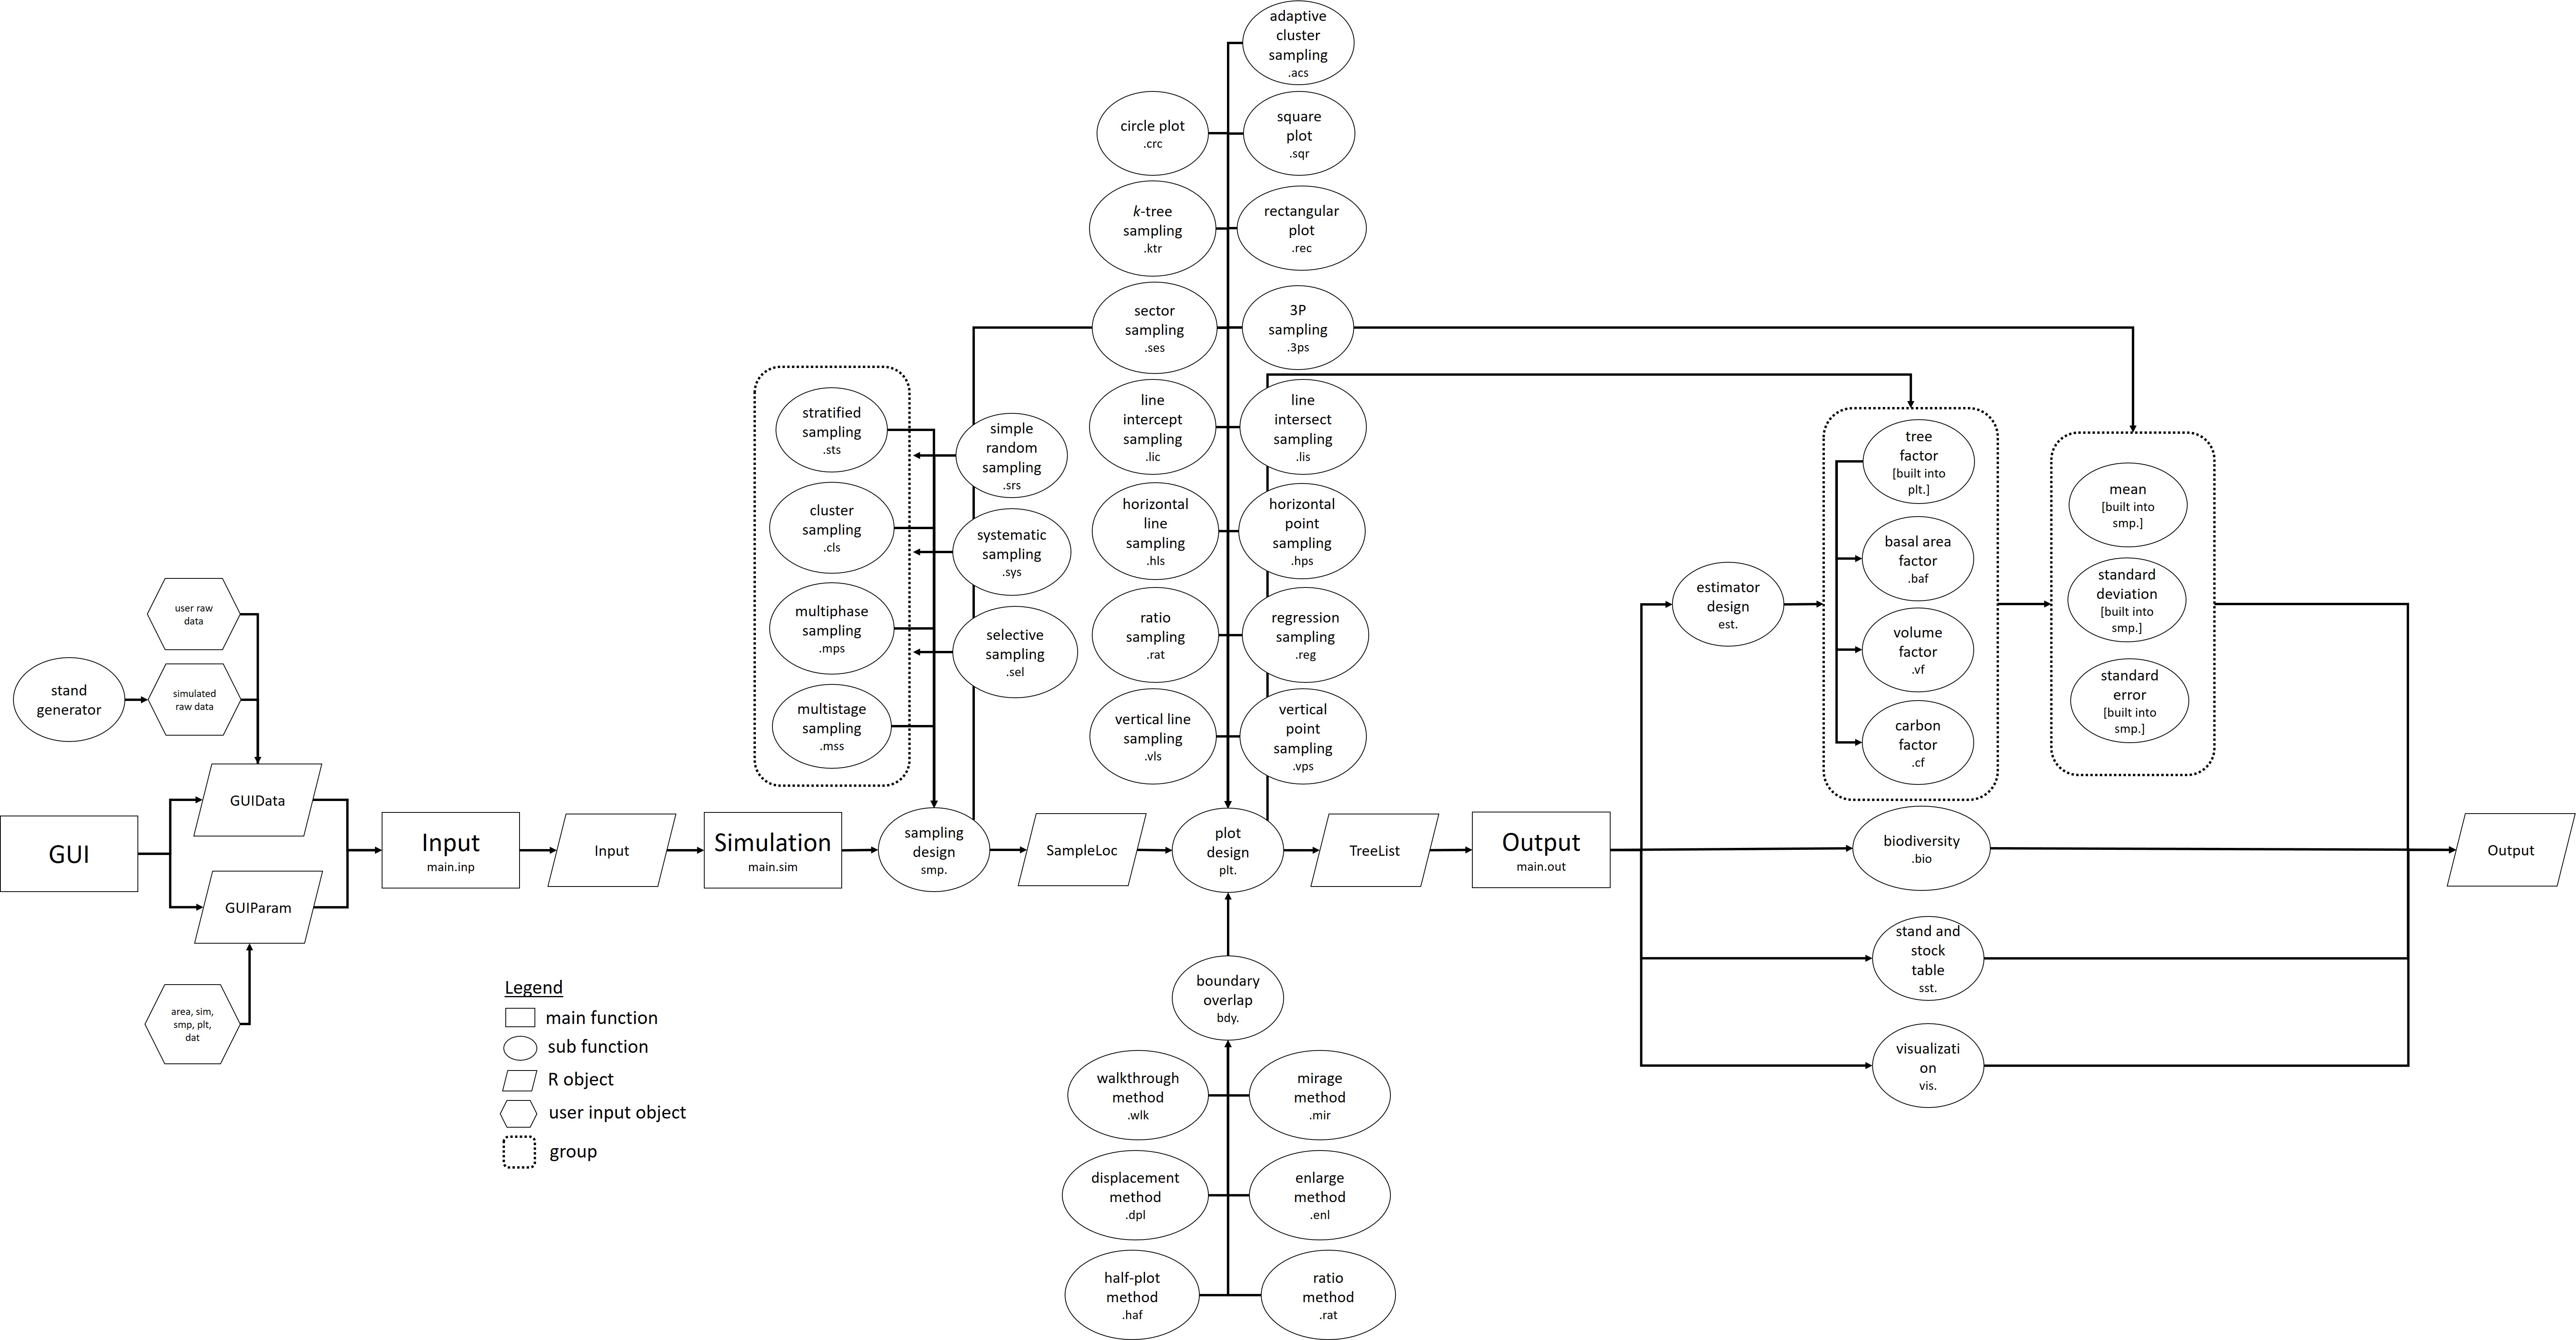 adaptive
cluster
sampling
.acs
circle plot
.crc
square
plot
.sqr
k-tree
sampling
.ktr
rectangular
plot
.rec
sector
sampling
.ses
3P
sampling
.3ps
line
intercept
sampling
.lic
line
intersect
sampling
.lis
horizontal
line
sampling
.hls
horizontal
point
sampling
.hps
ratio
sampling
.rat
regression
sampling
.reg
vertical line
sampling
.vls
vertical
point
sampling
.vps
stratified
sampling
.sts
cluster
sampling
.cls
multiphase
sampling
.mps
multistage
sampling
.mss
simple
random
sampling
.srs
systematic
sampling
.sys
selective
sampling
.sel
user raw
data
stand
generator
simulated
raw data
GUI
GUIData
GUIParam
area, sim,
smp, plt,
dat
Input
main.inp
Input
Simulation
main.sim
sampling
design
smp.
SampleLoc
plot
design
plt.
TreeList
Output
main.out
estimator
design
est.
tree
factor
[built into
plt.]
basal area
factor
.baf
volume
factor
.vf
carbon
factor
.cf
mean
[built into
smp.]
standard
deviation
[built into
smp.]
standard
error
[built into
smp.]
biodiversity
.bio
stand and
stock
table
sst.
visualizati
on
vis.
Output
boundary
overlap
bdy.
walkthrough
method
.wlk
mirage
method
.mir
displacement
method
.dpl
enlarge
method
.enl
half-plot
method
.haf
ratio
method
.rat
Legend
main function
sub function
R object
user input object
group